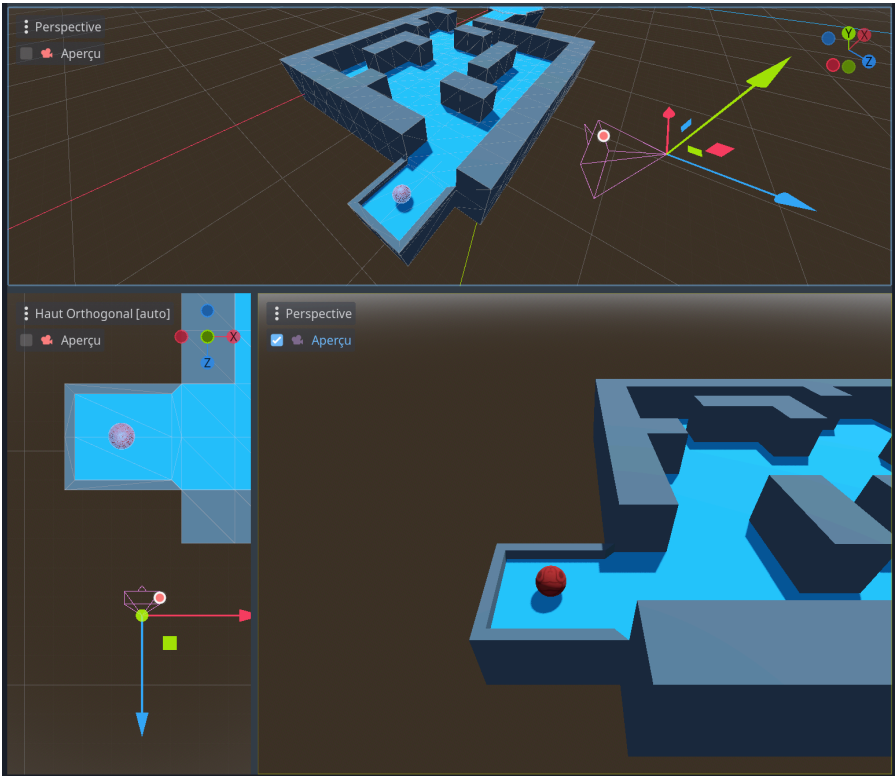 Perspective
Aperçu
Y
X
Z
Haut Orthogonal [auto]
Aperçu
X
Z
Perspective
Aperçu